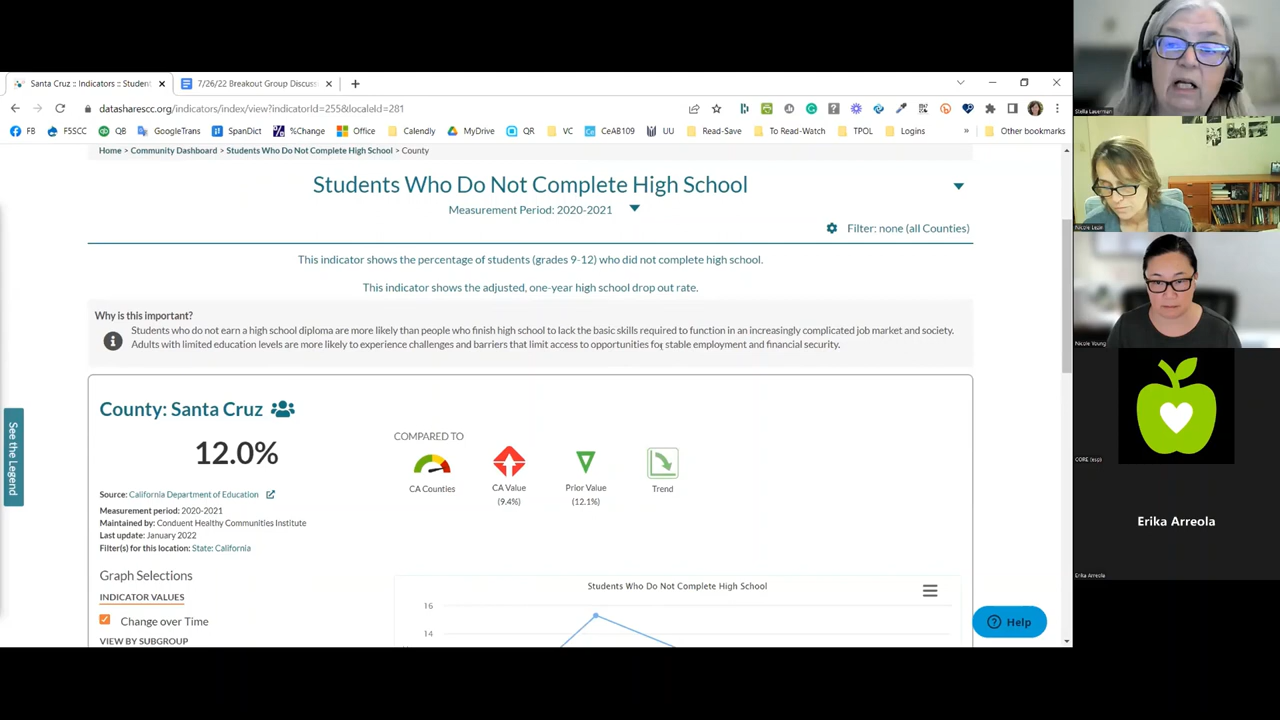 Santa Cruz :: Indicators :: Student
7/26/22 Breakout Group Discuss
datasharescc.org/indicators/index/view?indicatorId=255&localeId=281
FB
F5SCC
QB
GoogleTrans
SpanDict
%Change
Office
Calendly
MyDrive
QR
VC
CeAB109
UU
Read-Save
To Read-Watch
TPOL
Logins
»
Other bookmarks
Home > Community Dashboard > Students Who Do Not Complete High School > County
Students Who Do Not Complete High School
Measurement Period: 2020-2021
Filter: none (all Counties)
This indicator shows the percentage of students (grades 9-12) who did not complete high school.
This indicator shows the adjusted, one-year high school drop out rate.
Why is this important?
Students who do not earn a high school diploma are more likely than people who finish high school to lack the basic skills required to function in an increasingly complicated job market and society.
Adults with limited education levels are more likely to experience challenges and barriers that limit access to opportunities for stable employment and financial security.
See the Legend
County: Santa Cruz
12.0%
COMPARED TO
CA Counties
CA Value
(9.4%)
Prior Value
(12.1%)
Trend
Source: California Department of Education
Measurement period: 2020-2021
Maintained by: Conduent Healthy Communities Institute
Last update: January 2022
Filter(s) for this location: State: California
Graph Selections
INDICATOR VALUES
Change over Time
VIEW BY SUBGROUP
Students Who Do Not Complete High School
16
14
Help
Stella Lauerman
Nicole Lezin
Nicole Young
CORE (esp)
Erika Arreola
Erika Arreola